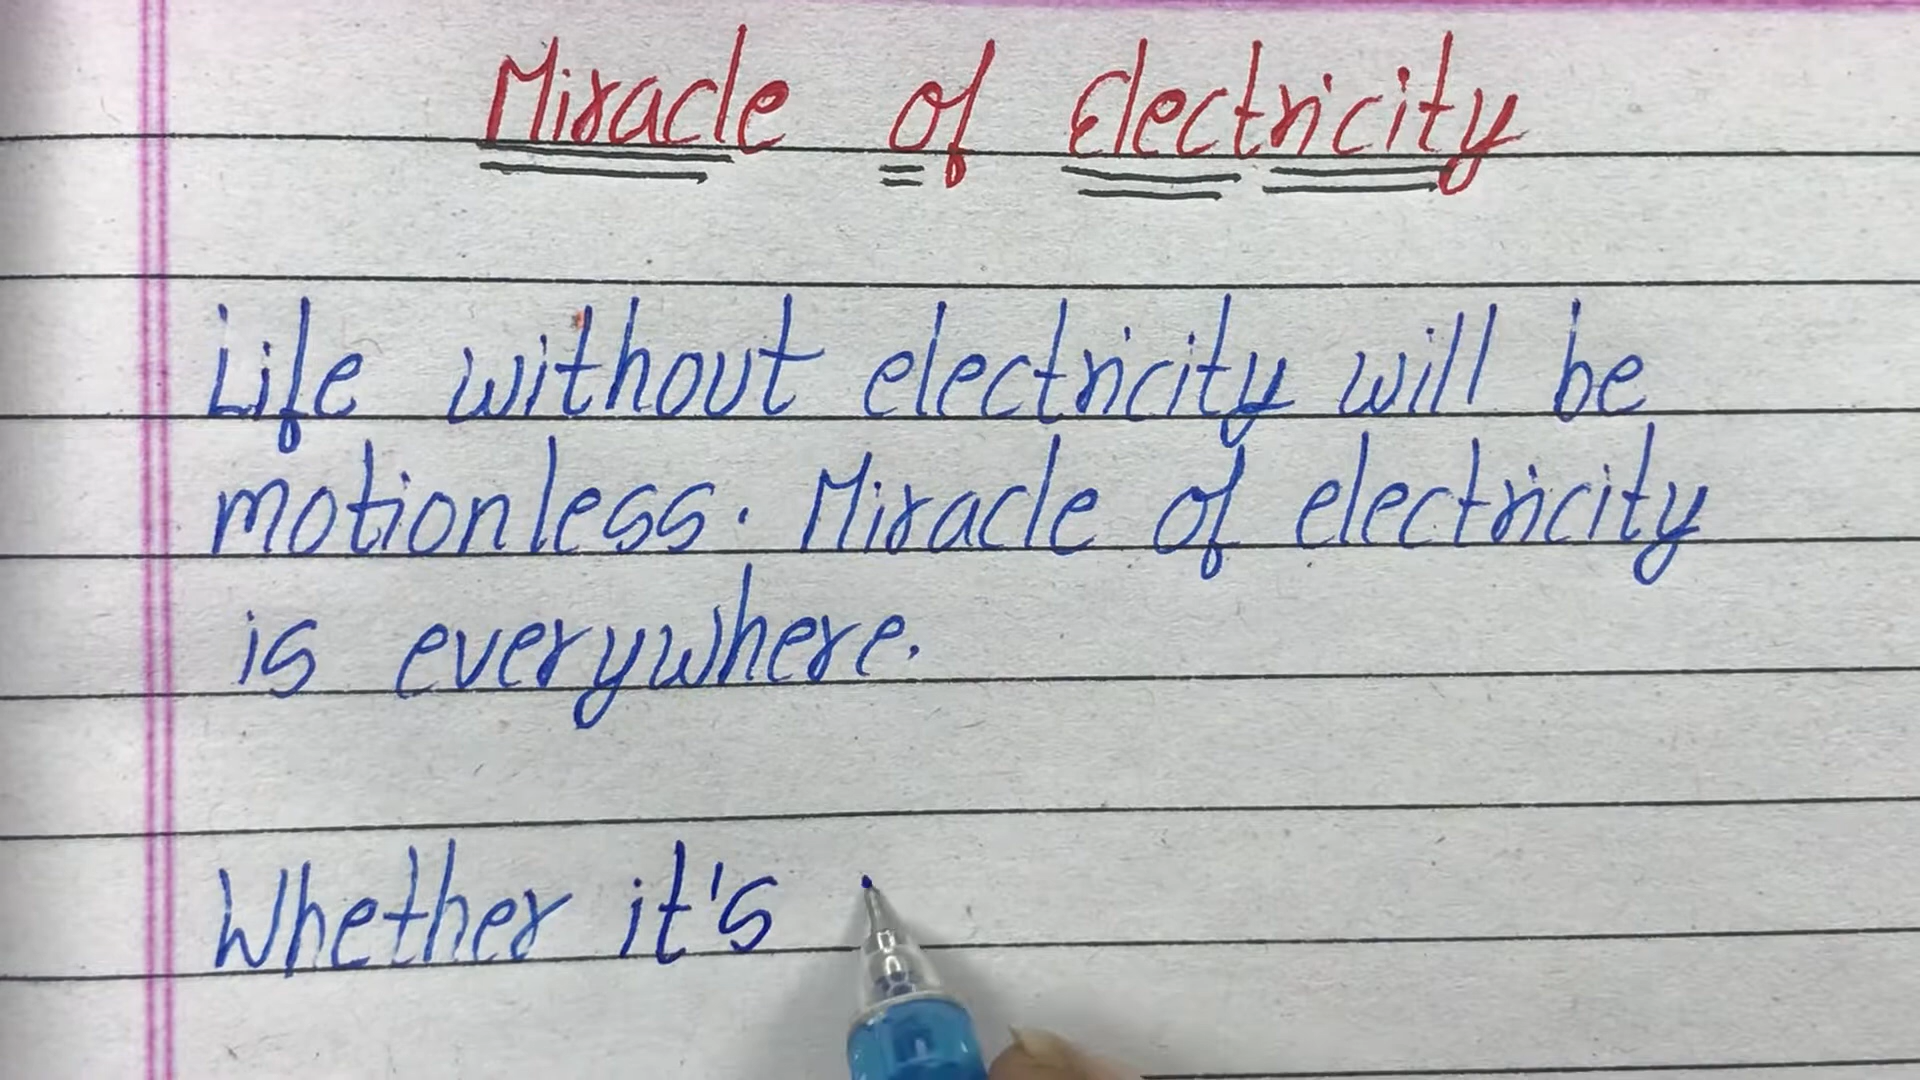 Miracle of Electricity
Life without electricity will be
motionless. Miracle of electricity
is everywhere.
Whether it's